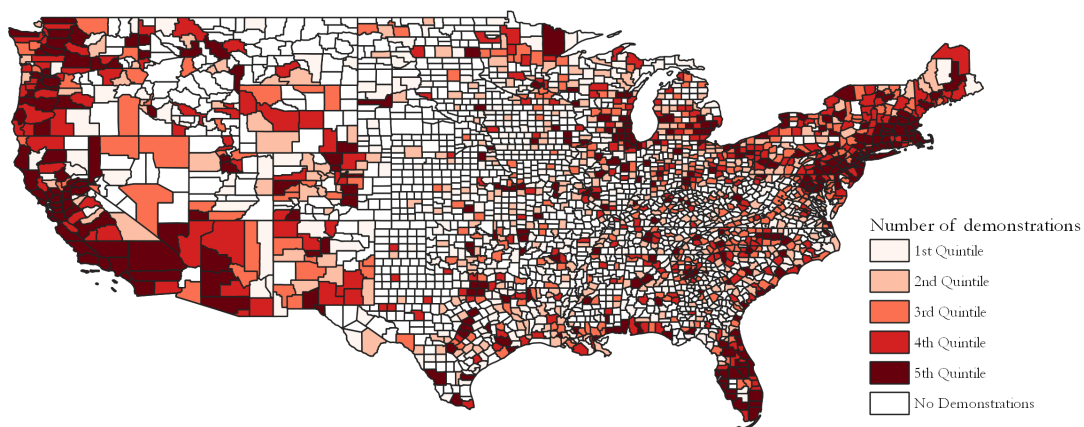 Number of demonstrations
1st Quintile
2nd Quintile
3rd Quintile
4th Quintile
5th Quintile
No Demonstrations